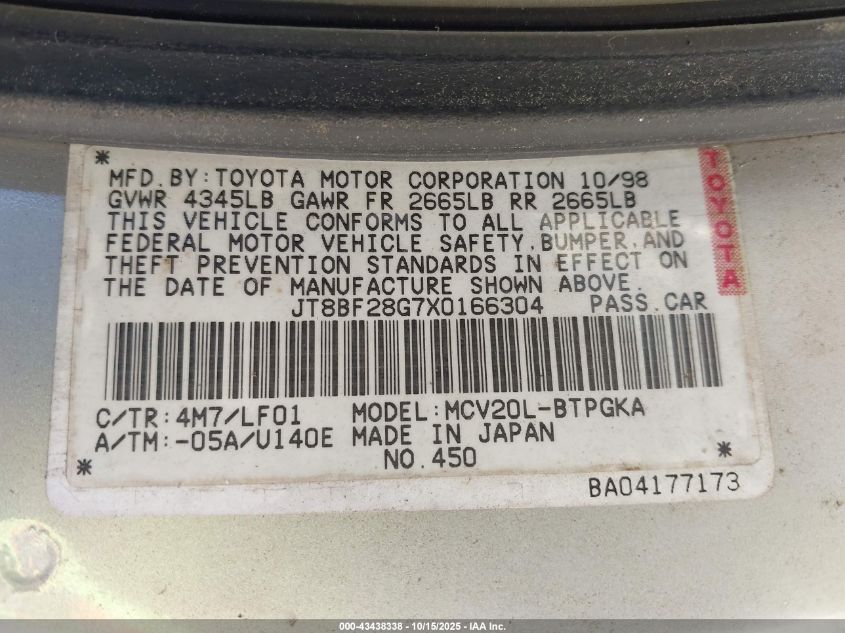 MFD. BY: TOYOTA MOTOR CORPORATION 10/98
GVWR 4345LB GAWR FR 2665LB RR 2665LB
THIS VEHICLE CONFORMS TO ALL APPLICABLE
FEDERAL MOTOR VEHICLE SAFETY, BUMPER, AND
THEFT PREVENTION STANDARDS IN EFFECT ON
THE DATE OF MANUFACTURE SHOWN ABOVE.
JT8BF28G7X0166304 PASS. CAR
TOYOTA
C/TR: 4M7/LF01 MODEL: MCV20L-BTPGKA
A/TM: -05A/U140E MADE IN JAPAN
NO. 450
BA04177173
000-43438338 - 10/15/2025 - IAA Inc.